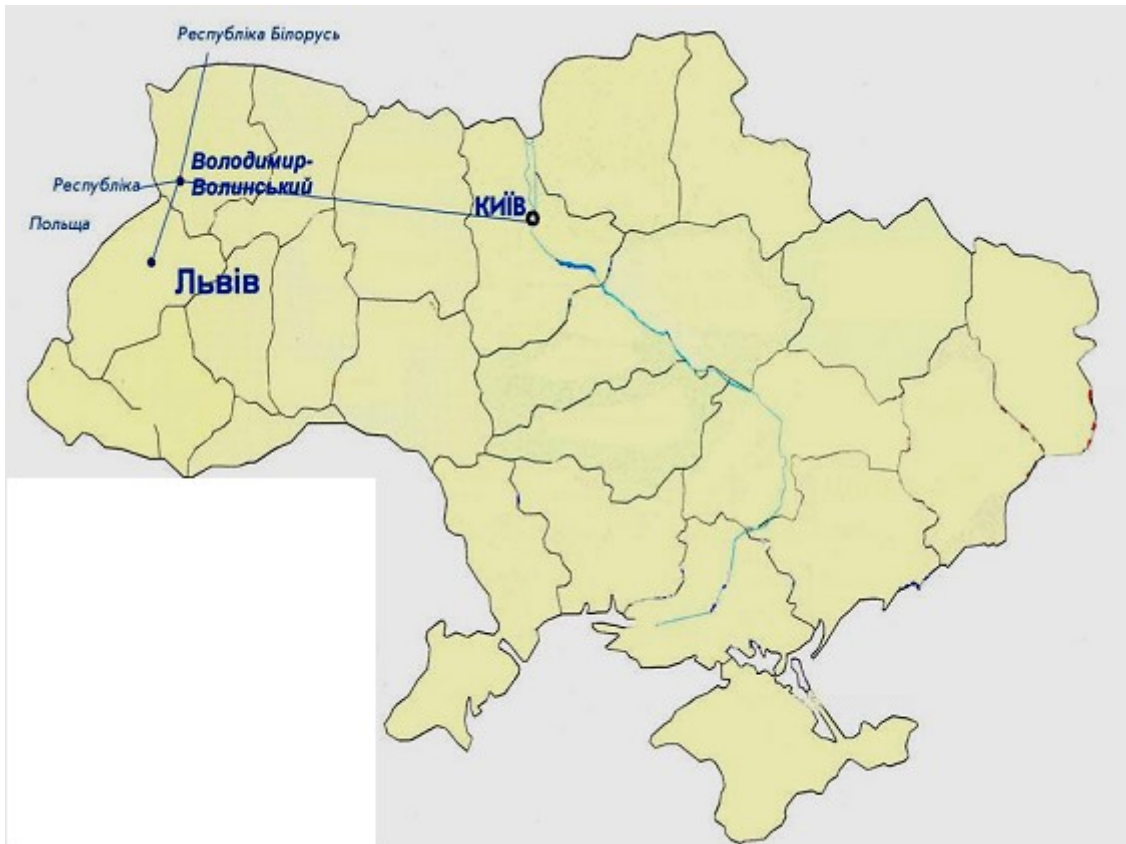 Республіка Білорусь
Володимир-
Волинський
Республіка
Польща
КИЇВ
Львів